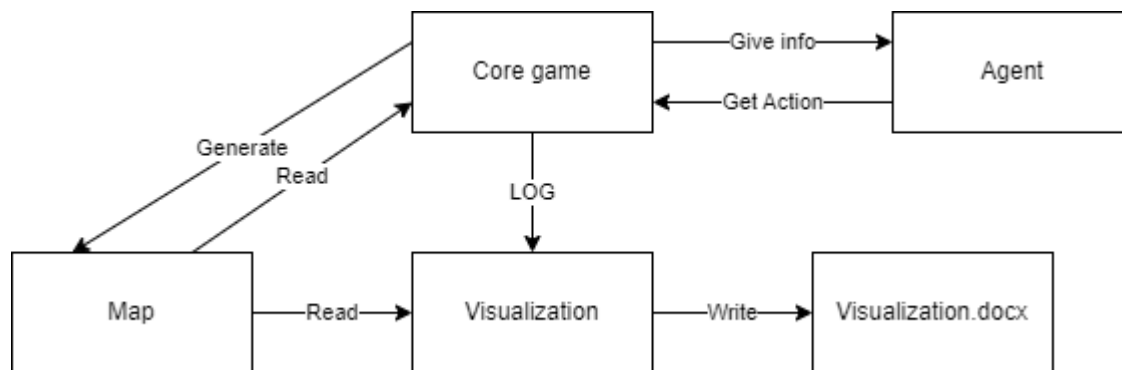 Core game
Give info
Agent
Get Action
Generate
Read
LOG
Map
Read
Visualization
Write
Visualization.docx